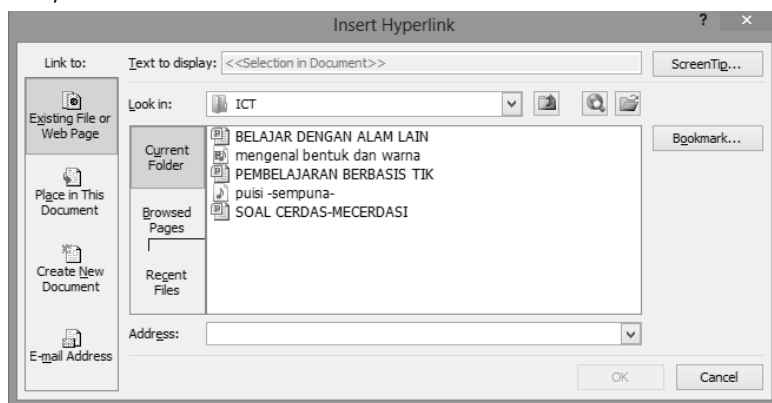 Insert Hyperlink
? ×
Link to:
Text to display: <<Selection in Document>>
ScreenTip...
Existing File or
Web Page
Look in: ICT
Bookmark...
Current
Folder
BELAJAR DENGAN ALAM LAIN
mengenal bentuk dan warna
PEMBELAJARAN BERBASIS TIK
puisi -sempuna-
SOAL CERDAS-MECERDASI
Place in This
Document
Browsed
Pages
Create New
Document
Recent
Files
E-mail Address
Address:
OK
Cancel